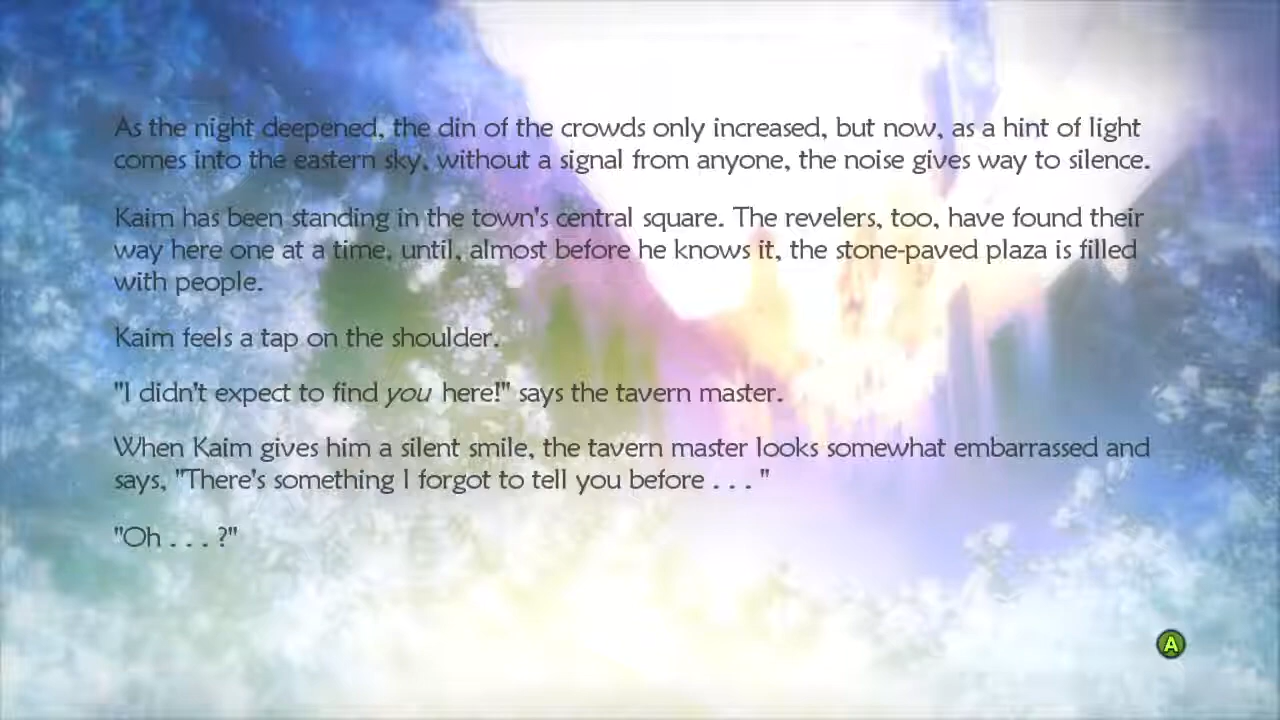 As the night deepened, the din of the crowds only increased, but now, as a hint of light
comes into the eastern sky, without a signal from anyone, the noise gives way to silence.
Kaim has been standing in the town's central square. The revelers, too, have found their
way here one at a time, until, almost before he knows it, the stone-paved plaza is filled
with people.
Kaim feels a tap on the shoulder.
"I didn't expect to find you here!" says the tavern master.
When Kaim gives him a silent smile, the tavern master looks somewhat embarrassed and
says, "There's something I forgot to tell you before . . . "
"Oh . . . ?"
A